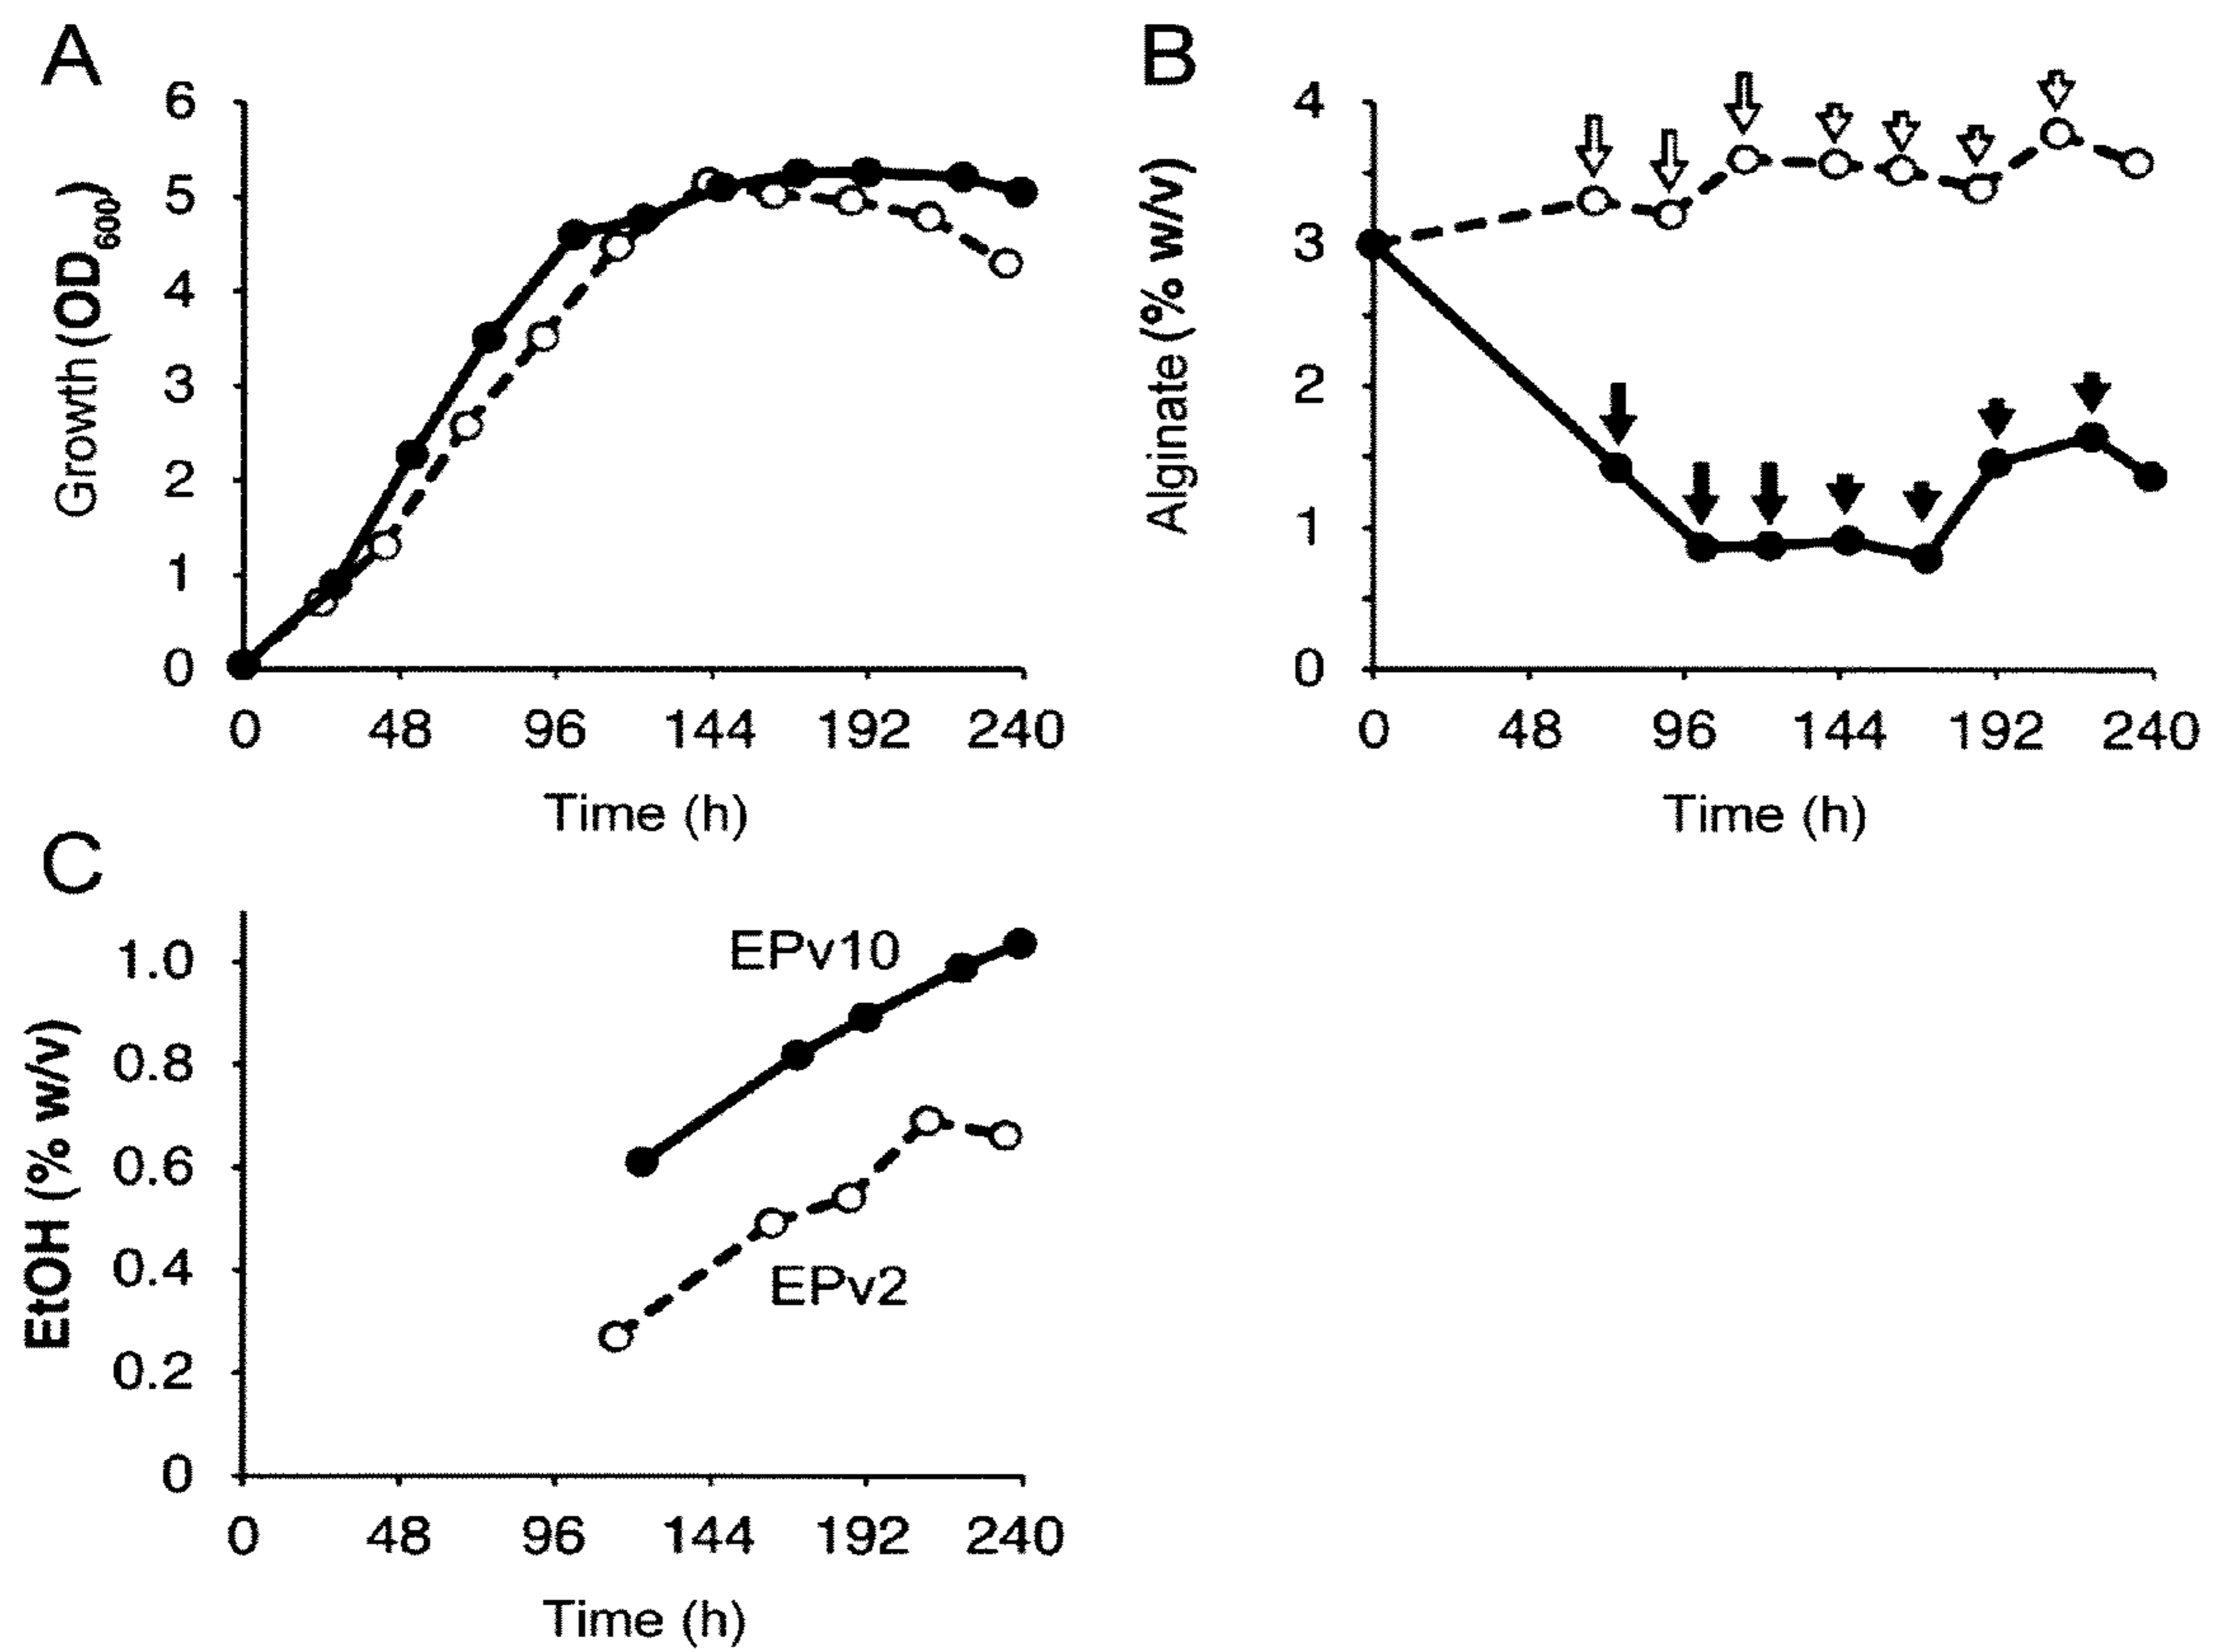 A
6
5
4
3
2
1
0
Growth (OD600)
0 48 96 144 192 240
Time (h)
B
4
3
2
1
0
Alginate (% w/v)
0 48 96 144 192 240
Time (h)
C
1.0
0.8
0.6
0.4
0.2
0
EtOH (% w/v)
EPv10
EPv2
0 48 96 144 192 240
Time (h)